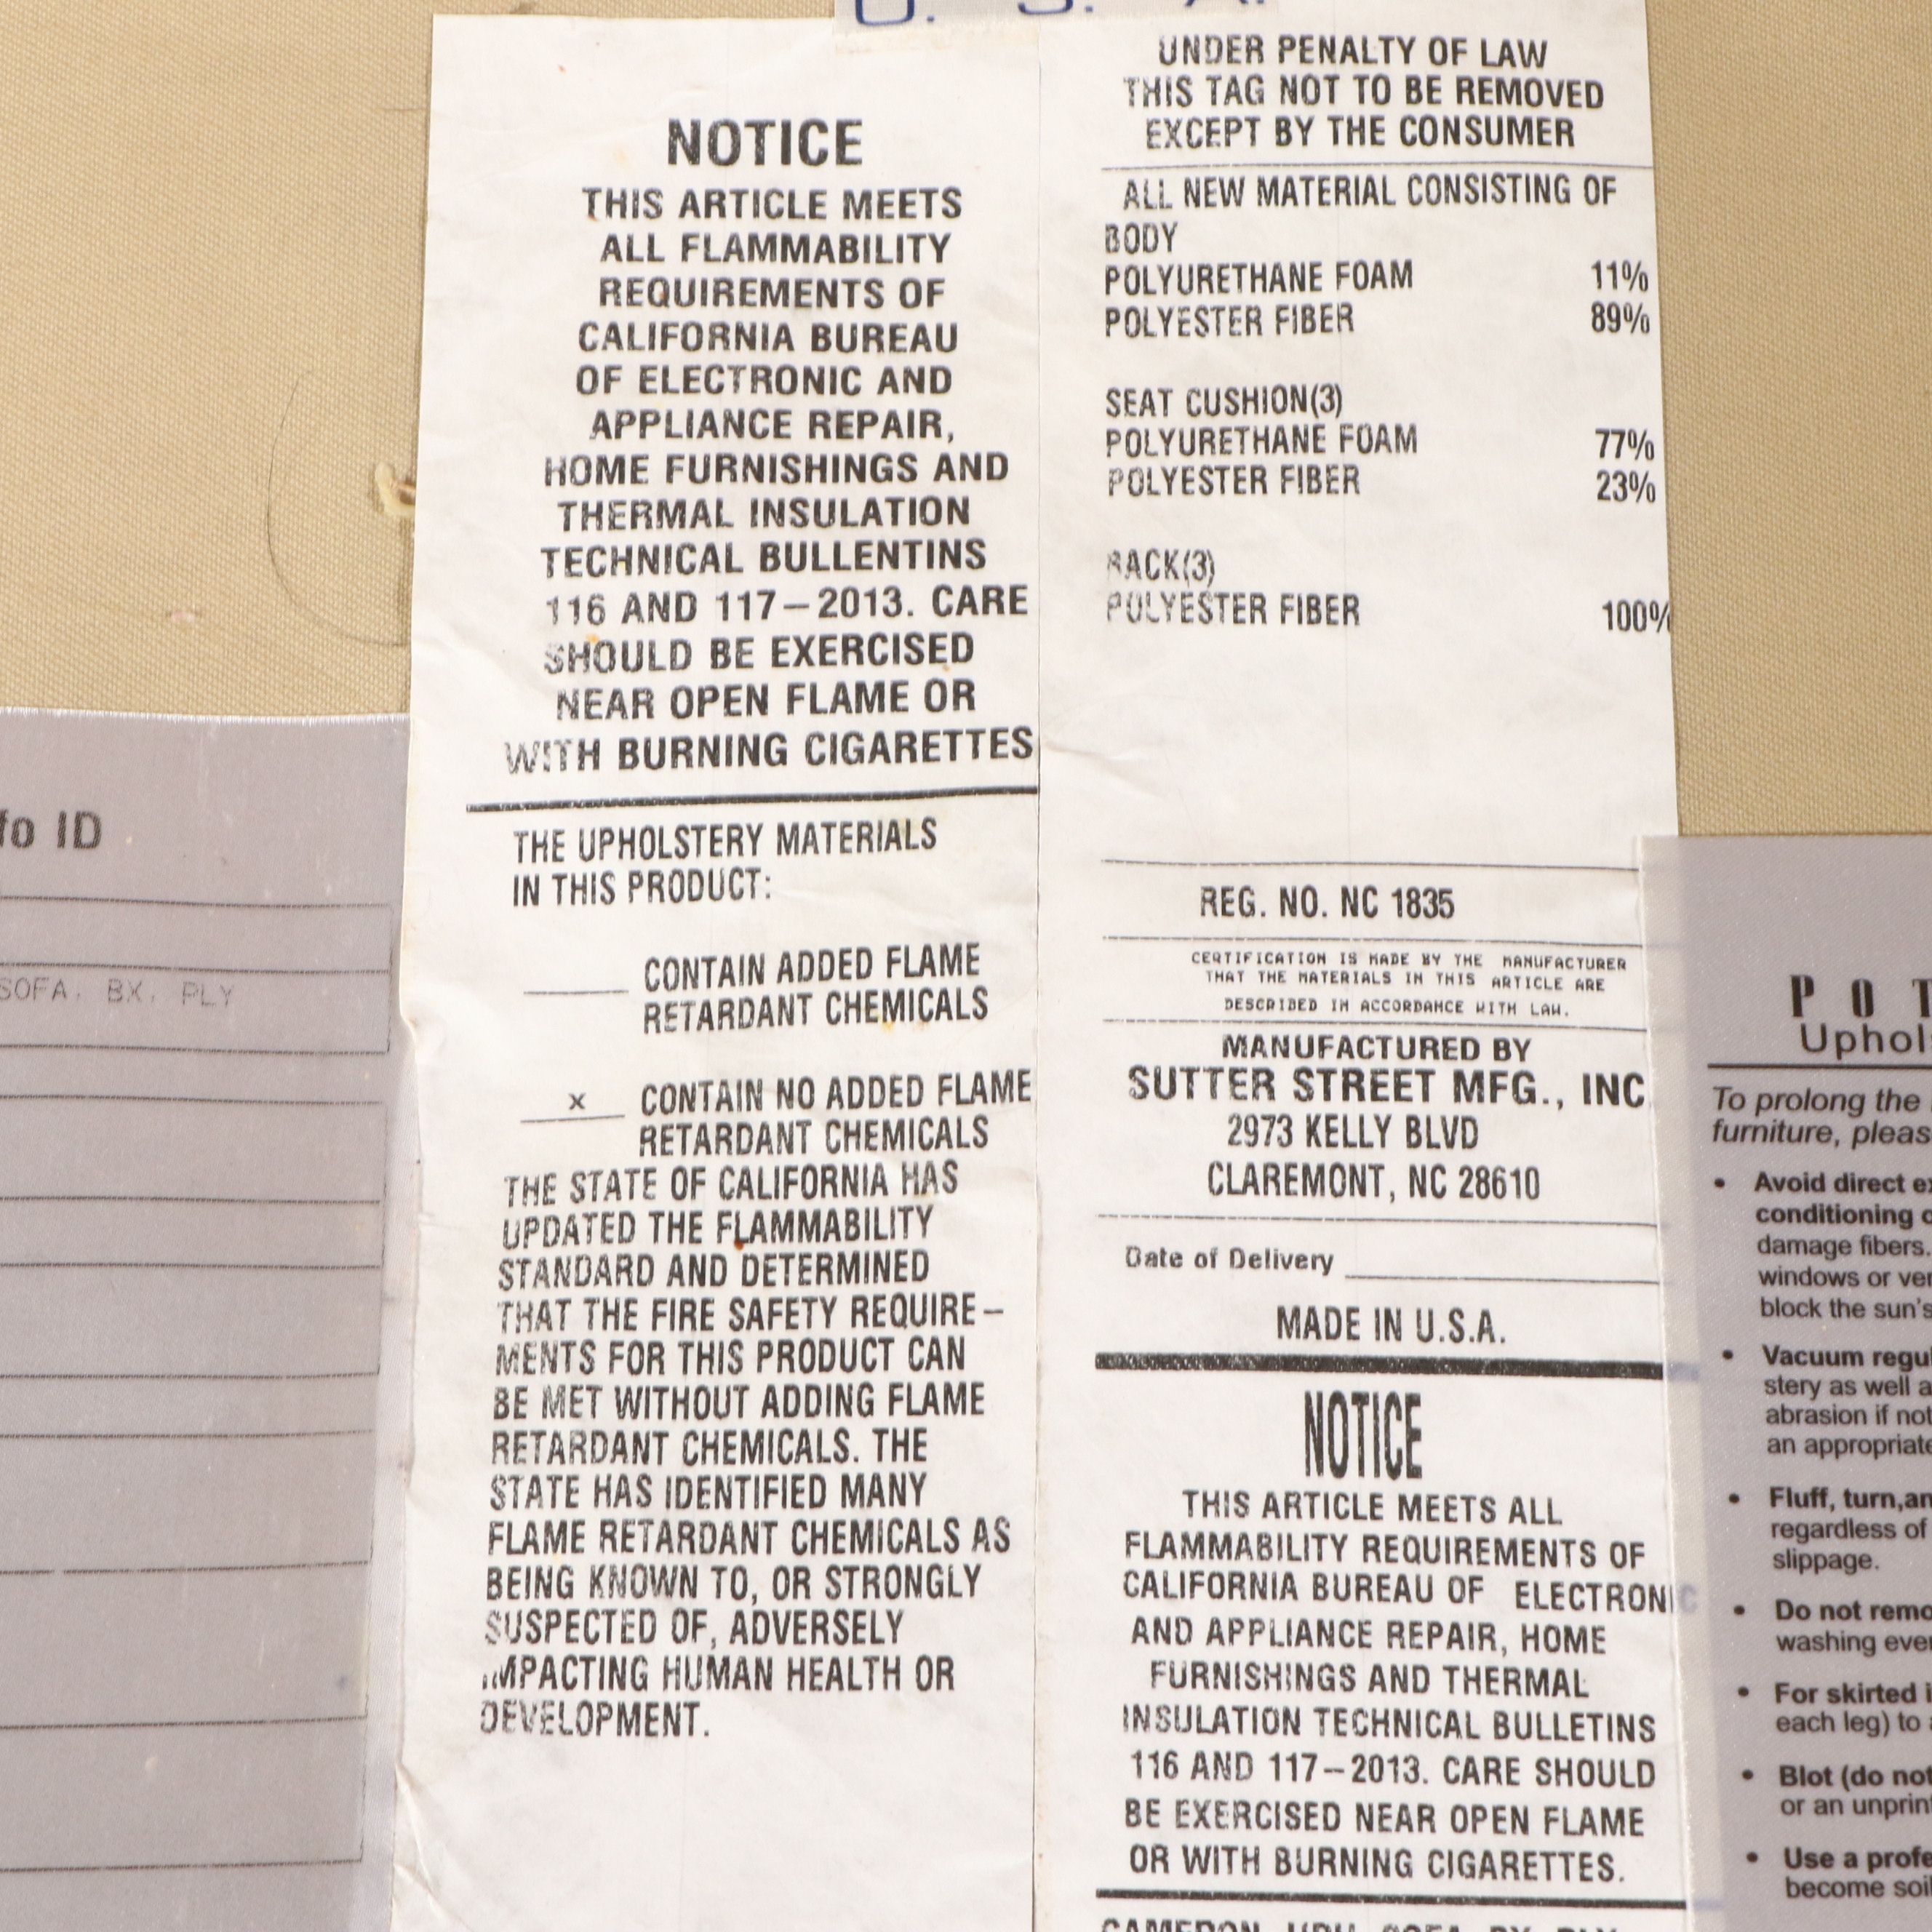 U. S. A.
NOTICE
THIS ARTICLE MEETS
ALL FLAMMABILITY
REQUIREMENTS OF
CALIFORNIA BUREAU
OF ELECTRONIC AND
APPLIANCE REPAIR,
HOME FURNISHINGS AND
THERMAL INSULATION
TECHNICAL BULLENTINS
116 AND 117–2013. CARE
SHOULD BE EXERCISED
NEAR OPEN FLAME OR
WITH BURNING CIGARETTES
THE UPHOLSTERY MATERIALS
IN THIS PRODUCT:
CONTAIN ADDED FLAME
RETARDANT CHEMICALS
x CONTAIN NO ADDED FLAME
RETARDANT CHEMICALS
THE STATE OF CALIFORNIA HAS
UPDATED THE FLAMMABILITY
STANDARD AND DETERMINED
THAT THE FIRE SAFETY REQUIRE–
MENTS FOR THIS PRODUCT CAN
BE MET WITHOUT ADDING FLAME
RETARDANT CHEMICALS. THE
STATE HAS IDENTIFIED MANY
FLAME RETARDANT CHEMICALS AS
BEING KNOWN TO, OR STRONGLY
SUSPECTED OF, ADVERSELY
IMPACTING HUMAN HEALTH OR
DEVELOPMENT.
UNDER PENALTY OF LAW
THIS TAG NOT TO BE REMOVED
EXCEPT BY THE CONSUMER
ALL NEW MATERIAL CONSISTING OF
BODY
POLYURETHANE FOAM 11%
POLYESTER FIBER 89%
SEAT CUSHION(3)
POLYURETHANE FOAM 77%
POLYESTER FIBER 23%
BACK(3)
POLYESTER FIBER 100%
REG. NO. NC 1835
CERTIFICATION IS MADE BY THE MANUFACTURER
THAT THE MATERIALS IN THIS ARTICLE ARE
DESCRIBED IN ACCORDANCE WITH LAW.
MANUFACTURED BY
SUTTER STREET MFG., INC
2973 KELLY BLVD
CLAREMONT, NC 28610
Date of Delivery
MADE IN U.S.A.
NOTICE
THIS ARTICLE MEETS ALL
FLAMMABILITY REQUIREMENTS OF
CALIFORNIA BUREAU OF ELECTRONIC
AND APPLIANCE REPAIR, HOME
FURNISHINGS AND THERMAL
INSULATION TECHNICAL BULLETINS
116 AND 117–2013. CARE SHOULD
BE EXERCISED NEAR OPEN FLAME
OR WITH BURNING CIGARETTES.
fo ID
SOFA, BX, PLY
POT
Uphol
To prolong the
furniture, pleas
• Avoid direct ex
conditioning
damage fibers.
windows or ver
block the sun's
• Vacuum regul
stery as well a
abrasion if not
an appropriate
• Fluff, turn,an
regardless of
slippage.
• Do not remo
washing ever
• For skirted i
each leg) to
• Blot (do not
or an unprint
• Use a profe
become soil